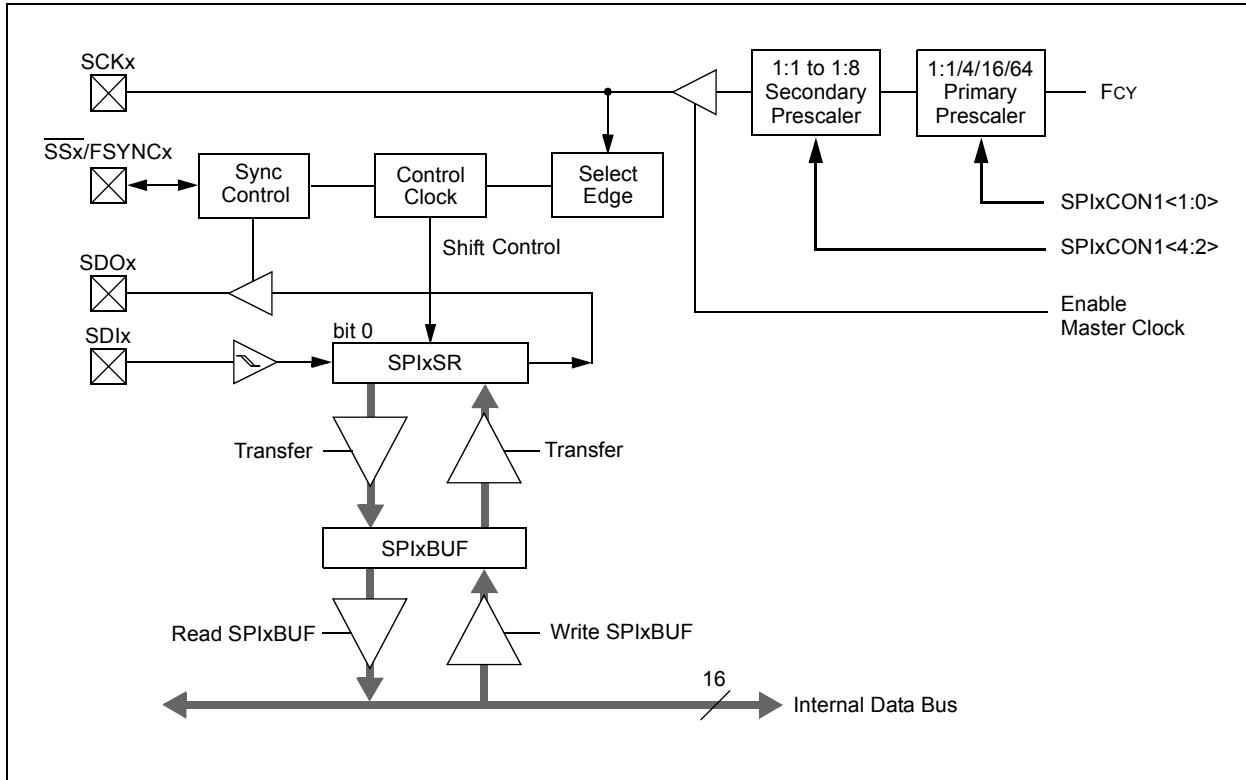 SCKx
SSx/FSYNCx
SDOx
SDIx
Sync
Control
Control
Clock
Select
Edge
1:1 to 1:8
Secondary
Prescaler
1:1/4/16/64
Primary
Prescaler
FCY
SPIxCON1<1:0>
SPIxCON1<4:2>
Enable
Master Clock
Shift Control
bit 0
SPIxSR
Transfer
Transfer
SPIxBUF
Read SPIxBUF
Write SPIxBUF
16
Internal Data Bus